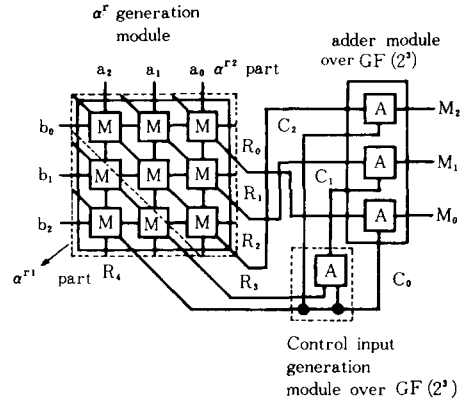 α^r generation
module
adder module
over GF (2³)
a₂ a₁ a₀ α^{r2} part
b₀ M M M
b₁ M M M
b₂ M M M
R₀
R₁
R₂
R₃
R₄
α^{r1} part
C₂
C₁
C₀
A M₂
A M₁
A M₀
A
Control input
generation
module over GF (2³)